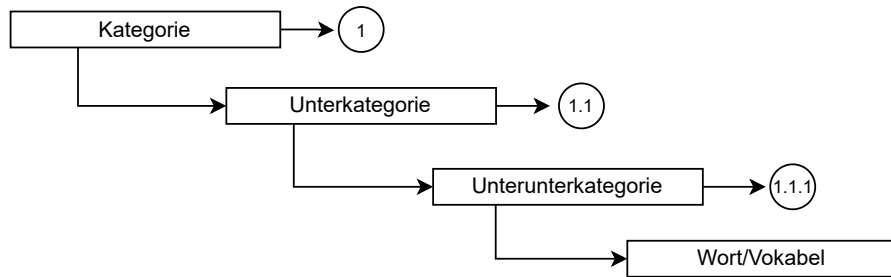 Kategorie
1
Unterkategorie
1.1
Unterunterkategorie
1.1.1
Wort/Vokabel